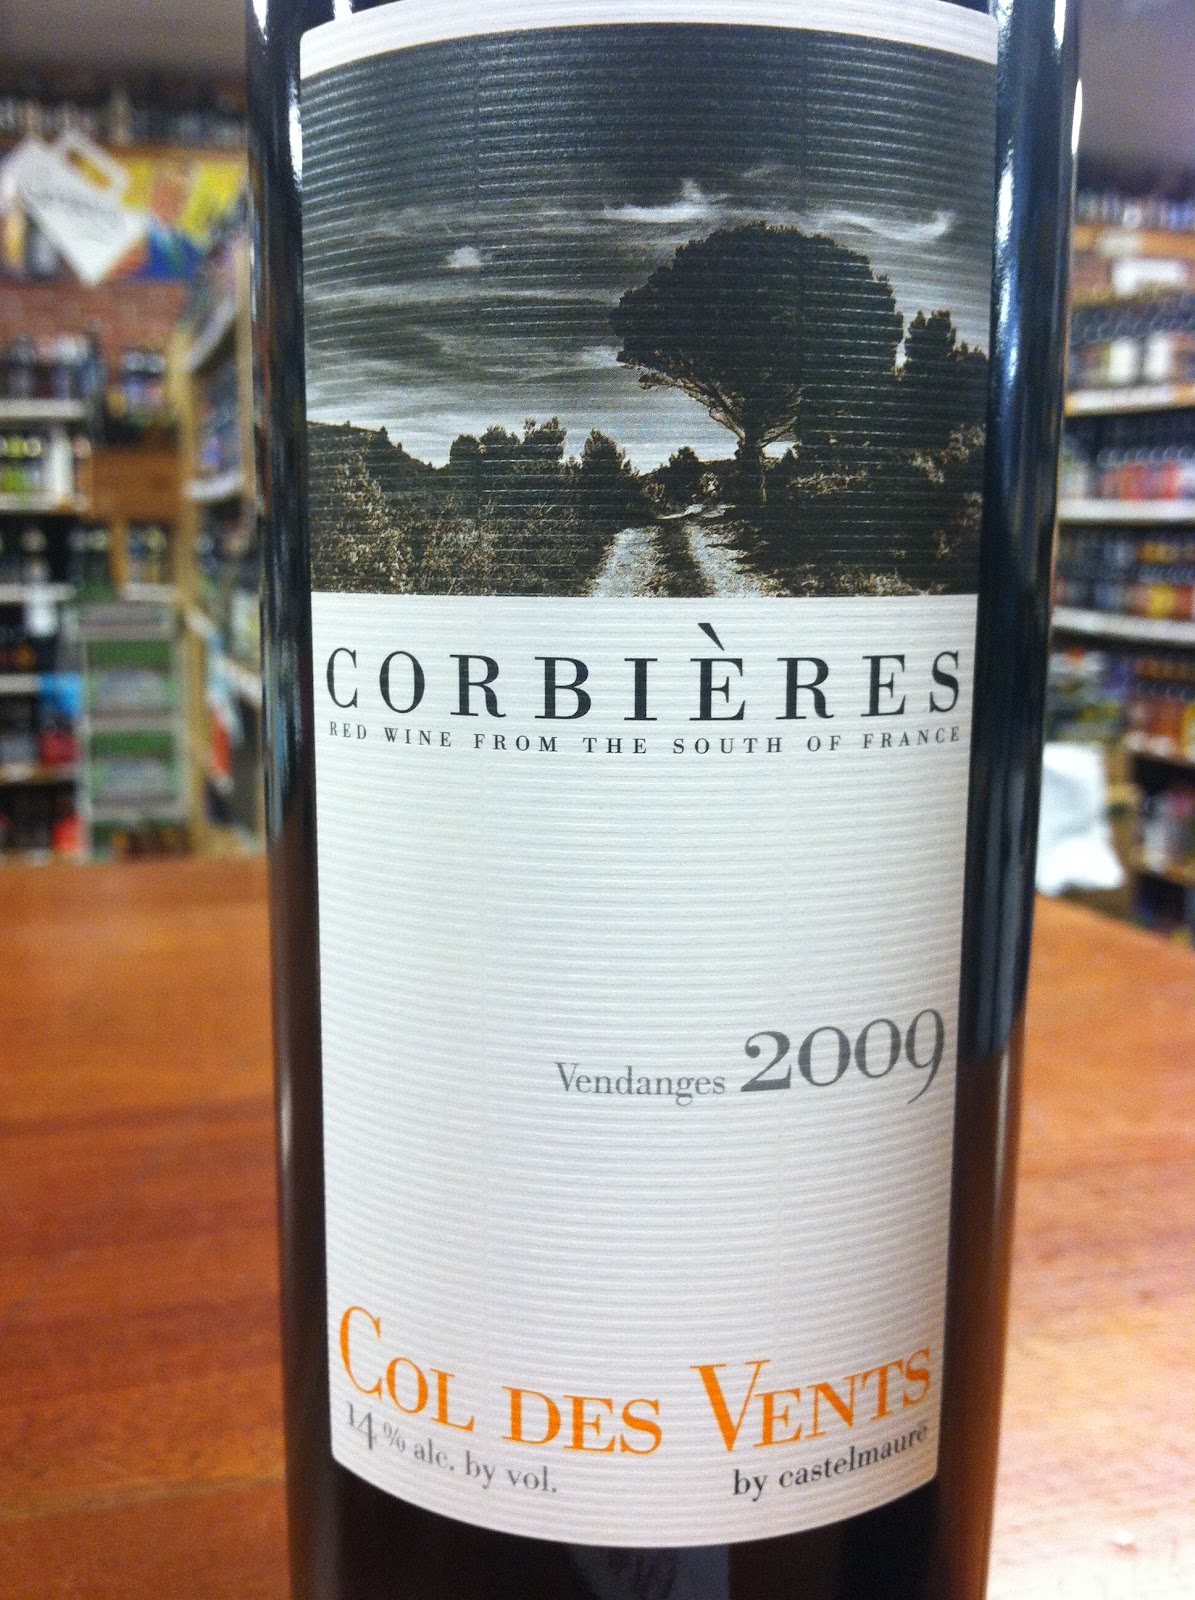 CORBIÈRES
RED WINE FROM THE SOUTH OF FRANCE
Vendanges 2009
COL DES VENTS
14% alc. by vol.
by castelmaure